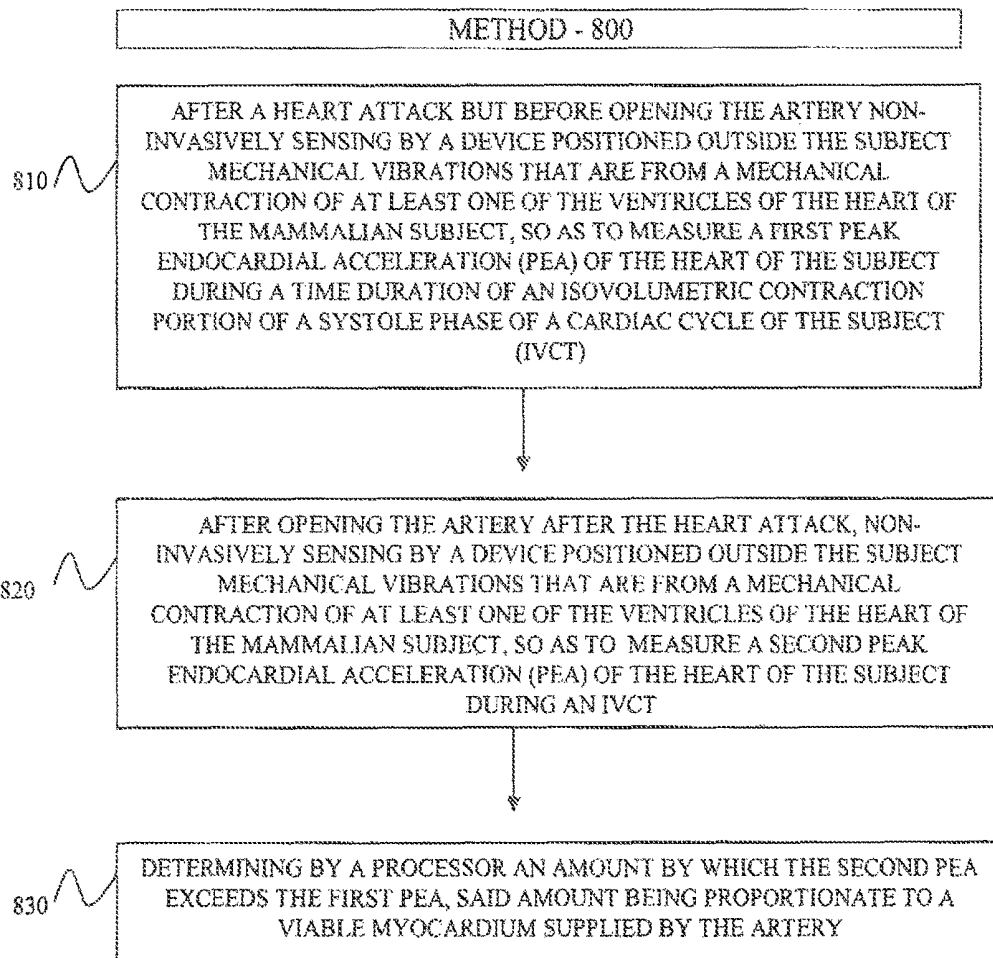 METHOD - 800
AFTER A HEART ATTACK BUT BEFORE OPENING THE ARTERY NON-
INVASIVELY SENSING BY A DEVICE POSITIONED OUTSIDE THE SUBJECT
MECHANICAL VIBRATIONS THAT ARE FROM A MECHANICAL
CONTRACTION OF AT LEAST ONE OF THE VENTRICLES OF THE HEART OF
THE MAMMALIAN SUBJECT, SO AS TO MEASURE A FIRST PEAK
ENDOCARDIAL ACCELERATION (PEA) OF THE HEART OF THE SUBJECT
DURING A TIME DURATION OF AN ISOVOLUMETRIC CONTRACTION
PORTION OF A SYSTOLE PHASE OF A CARDIAC CYCLE OF THE SUBJECT
(IVCT)
810
AFTER OPENING THE ARTERY AFTER THE HEART ATTACK, NON-
INVASIVELY SENSING BY A DEVICE POSITIONED OUTSIDE THE SUBJECT
MECHANICAL VIBRATIONS THAT ARE FROM A MECHANICAL
CONTRACTION OF AT LEAST ONE OF THE VENTRICLES OF THE HEART OF
THE MAMMALIAN SUBJECT, SO AS TO MEASURE A SECOND PEAK
ENDOCARDIAL ACCELERATION (PEA) OF THE HEART OF THE SUBJECT
DURING AN IVCT
820
DETERMINING BY A PROCESSOR AN AMOUNT BY WHICH THE SECOND PEA
EXCEEDS THE FIRST PEA, SAID AMOUNT BEING PROPORTIONATE TO A
VIABLE MYOCARDIUM SUPPLIED BY THE ARTERY
830